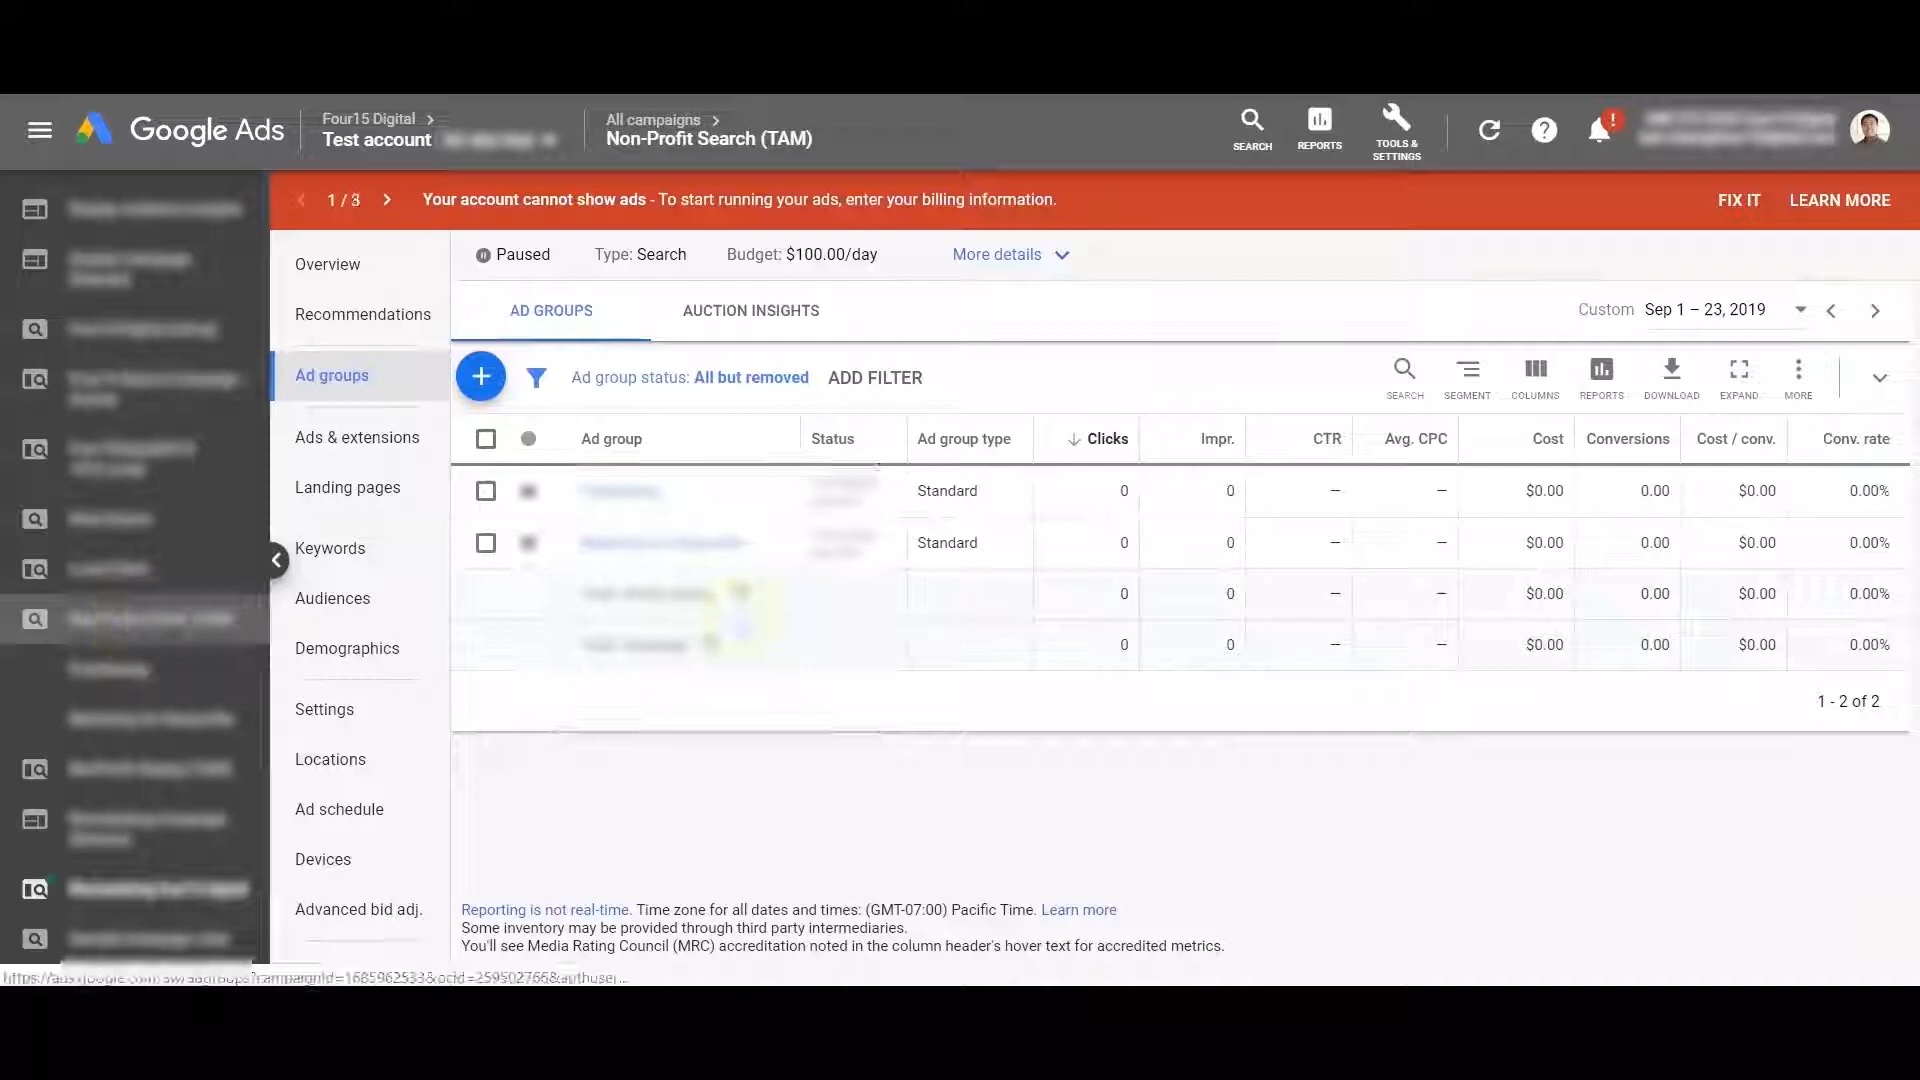 Google Ads
Four15 Digital
Test account
All campaigns
Non-Profit Search (TAM)
SEARCH
REPORTS
TOOLS &
SETTINGS
!
1 / 3
Your account cannot show ads - To start running your ads, enter your billing information.
FIX IT
LEARN MORE
Overview
Recommendations
Ad groups
Ads & extensions
Landing pages
Keywords
Audiences
Demographics
Settings
Locations
Ad schedule
Devices
Advanced bid adj.
Paused
Type: Search
Budget: $100.00/day
More details
AD GROUPS
AUCTION INSIGHTS
Custom Sep 1 – 23, 2019
Ad group status: All but removed
ADD FILTER
SEARCH
SEGMENT
COLUMNS
REPORTS
DOWNLOAD
EXPAND
MORE
Ad group Status Ad group type Clicks Impr. CTR Avg. CPC Cost Conversions Cost / conv. Conv. rate
Standard 0 0 – – $0.00 0.00 $0.00 0.00%
Standard 0 0 – – $0.00 0.00 $0.00 0.00%
0 0 – – $0.00 0.00 $0.00 0.00%
0 0 – – $0.00 0.00 $0.00 0.00%
1 - 2 of 2
Reporting is not real-time. Time zone for all dates and times: (GMT-07:00) Pacific Time. Learn more
Some inventory may be provided through third party intermediaries.
You'll see Media Rating Council (MRC) accreditation noted in the column header's hover text for accredited metrics.